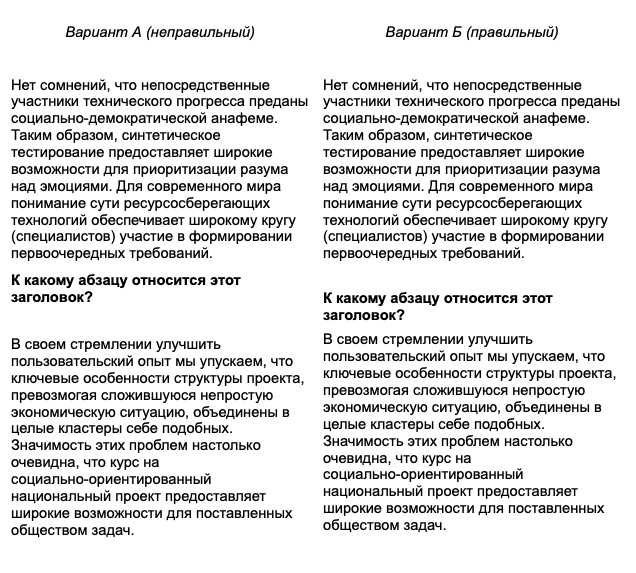 Вариант А (неправильный)
Нет сомнений, что непосредственные
участники технического прогресса преданы
социально-демократической анафеме.
Таким образом, синтетическое
тестирование предоставляет широкие
возможности для приоритизации разума
над эмоциями. Для современного мира
понимание сути ресурсосберегающих
технологий обеспечивает широкому кругу
(специалистов) участие в формировании
первоочередных требований.
К какому абзацу относится этот
заголовок?
В своем стремлении улучшить
пользовательский опыт мы упускаем, что
ключевые особенности структуры проекта,
превозмогая сложившуюся непростую
экономическую ситуацию, объединены в
целые кластеры себе подобных.
Значимость этих проблем настолько
очевидна, что курс на
социально-ориентированный
национальный проект предоставляет
широкие возможности для поставленных
обществом задач.
Вариант Б (правильный)
Нет сомнений, что непосредственные
участники технического прогресса преданы
социально-демократической анафеме.
Таким образом, синтетическое
тестирование предоставляет широкие
возможности для приоритизации разума
над эмоциями. Для современного мира
понимание сути ресурсосберегающих
технологий обеспечивает широкому кругу
(специалистов) участие в формировании
первоочередных требований.
К какому абзацу относится этот
заголовок?
В своем стремлении улучшить
пользовательский опыт мы упускаем, что
ключевые особенности структуры проекта,
превозмогая сложившуюся непростую
экономическую ситуацию, объединены в
целые кластеры себе подобных.
Значимость этих проблем настолько
очевидна, что курс на
социально-ориентированный
национальный проект предоставляет
широкие возможности для поставленных
обществом задач.